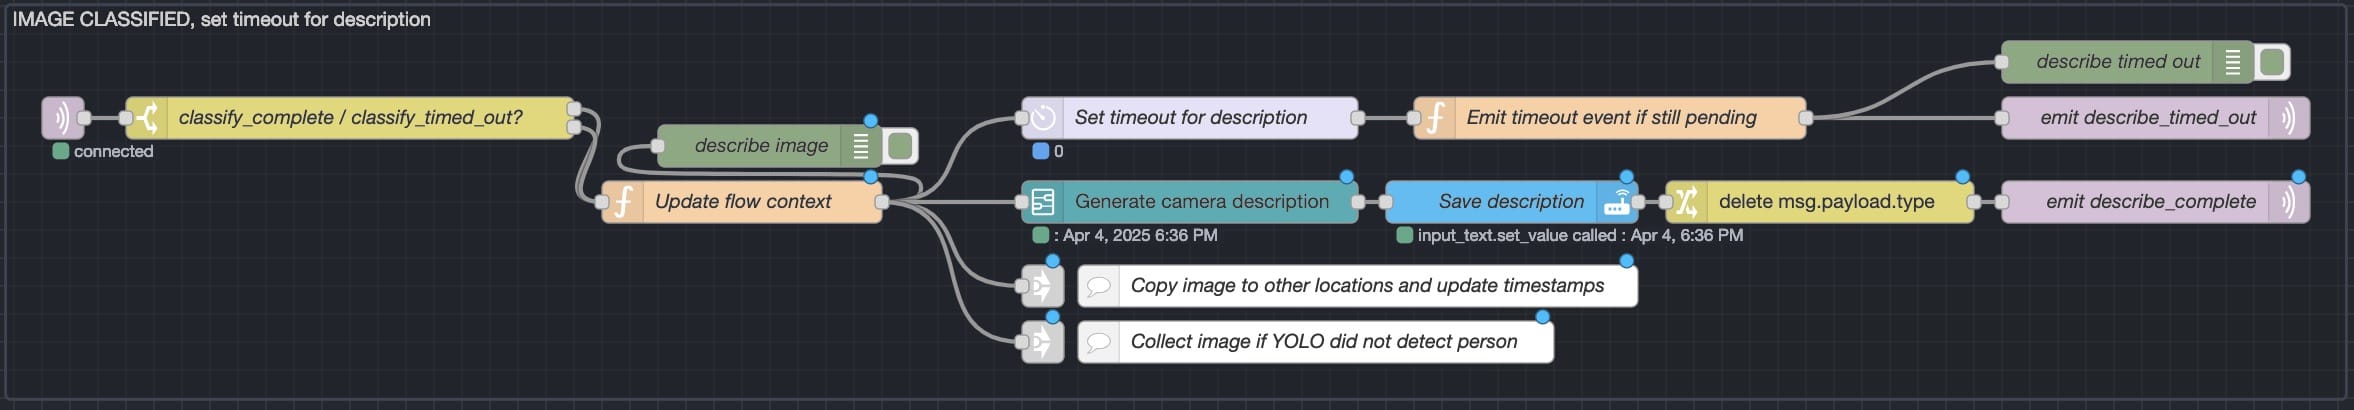 IMAGE CLASSIFIED, set timeout for description
describe timed out
classify_complete / classify_timed_out?
Set timeout for description
Emit timeout event if still pending
emit describe_timed_out
connected
describe image
0
Update flow context
Generate camera description
Save description
delete msg.payload.type
emit describe_complete
: Apr 4, 2025 6:36 PM
input_text.set_value called : Apr 4, 6:36 PM
Copy image to other locations and update timestamps
Collect image if YOLO did not detect person